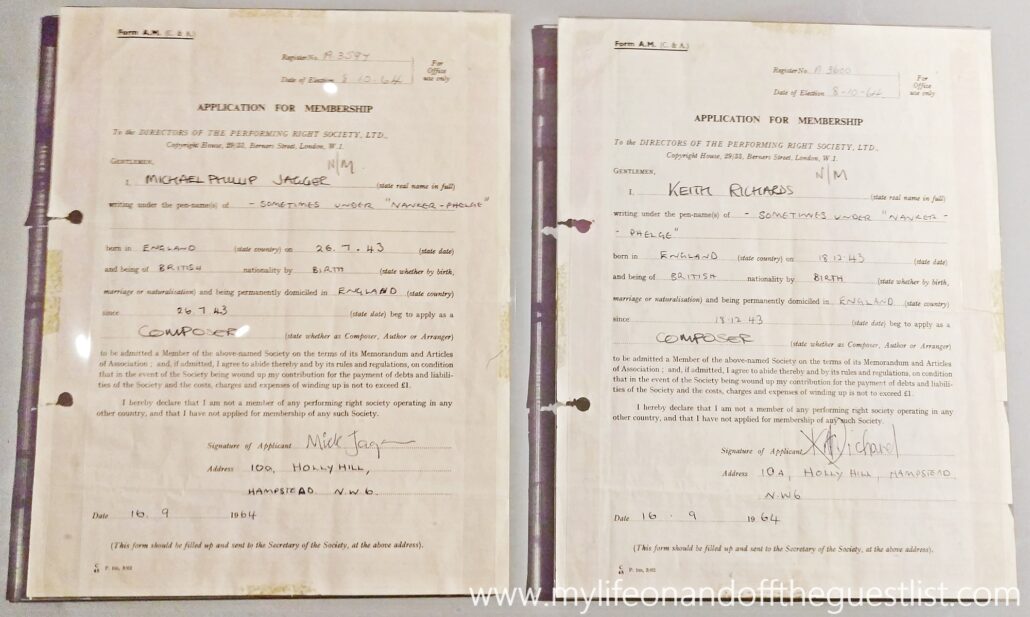 Form A.M. (C. & A.)
Register No. A 3597
For Office use only
Date of Election 8-10-64
APPLICATION FOR MEMBERSHIP
To the DIRECTORS OF THE PERFORMING RIGHT SOCIETY, LTD.,
Copyright House, 29/33, Berners Street, London, W.1.
GENTLEMEN,
N/M
I, MICHAEL PHILLIP JAGGER (state real name in full)
writing under the pen-name(s) of - SOMETIMES UNDER "NANKER-PHELGE"
born in ENGLAND (state country) on 26.7.43 (state date)
and being of BRITISH nationality by BIRTH (state whether by birth,
marriage or naturalisation) and being permanently domiciled in ENGLAND (state country)
since 26.7.43 (state date) beg to apply as a
COMPOSER (state whether as Composer, Author or Arranger)
to be admitted a Member of the above-named Society on the terms of its Memorandum and Articles
of Association; and, if admitted, I agree to abide thereby and by its rules and regulations, on condition
that in the event of the Society being wound up my contribution for the payment of debts and liabili-
ties of the Society and the costs, charges and expenses of winding up is not to exceed £1.
I hereby declare that I am not a member of any performing right society operating in any
other country, and that I have not applied for membership of any such Society.
Signature of Applicant Mick Jagger
Address 10a, HOLLY HILL,
HAMPSTEAD N.W.6.
Date 16. 9 1964
(This form should be filled up and sent to the Secretary of the Society, at the above address).
Form A.M. (C. & A.)
Register No. A 3600
For Office use only
Date of Election 8-10-64
APPLICATION FOR MEMBERSHIP
To the DIRECTORS OF THE PERFORMING RIGHT SOCIETY, LTD.,
Copyright House, 29/33, Berners Street, London, W.1.
GENTLEMEN,
N/M
I, KEITH RICHARDS (state real name in full)
writing under the pen-name(s) of - SOMETIMES UNDER "NANKER-
- PHELGE"
born in ENGLAND (state country) on 18.12.43 (state date)
and being of BRITISH nationality by BIRTH (state whether by birth,
marriage or naturalisation) and being permanently domiciled in ENGLAND (state country)
since 18.12.43 (state date) beg to apply as a
COMPOSER (state whether as Composer, Author or Arranger)
to be admitted a Member of the above-named Society on the terms of its Memorandum and Articles
of Association; and, if admitted, I agree to abide thereby and by its rules and regulations, on condition
that in the event of the Society being wound up my contribution for the payment of debts and liabili-
ties of the Society and the costs, charges and expenses of winding up is not to exceed £1.
I hereby declare that I am not a member of any performing right society operating in any
other country, and that I have not applied for membership of any such Society.
Signature of Applicant K Richard
Address 10A, HOLLY HILL, HAMPSTEAD
N.W6
Date 16. 9 1964
(This form should be filled up and sent to the Secretary of the Society, at the above address).
www.mylifeonandofftheguestlist.com